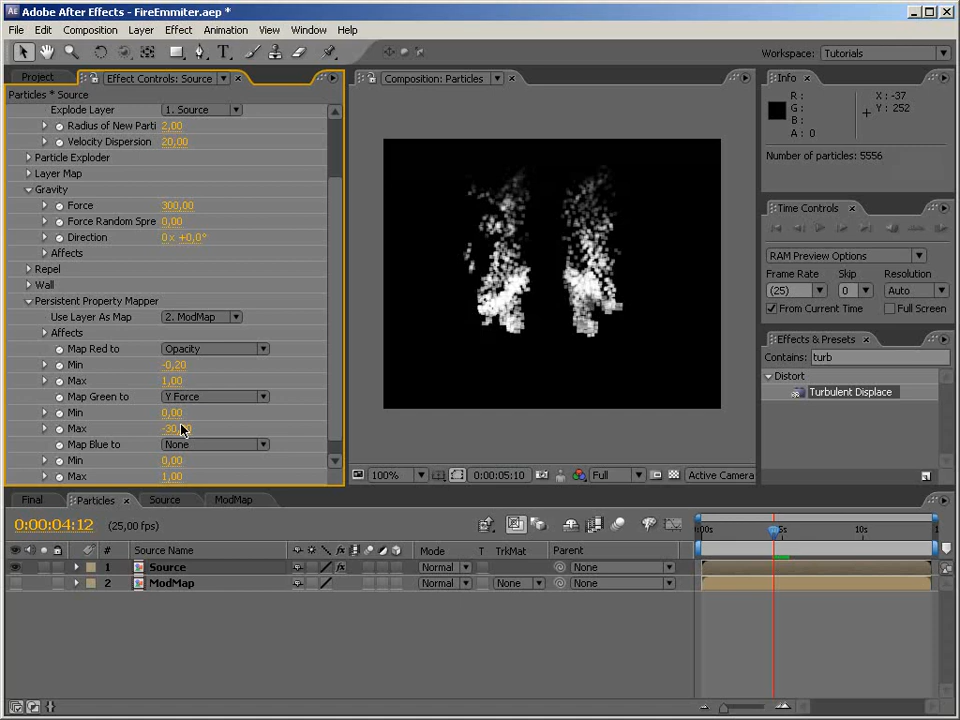 Adobe After Effects - FireEmmiter.aep *
File Edit Composition Layer Effect Animation View Window Help
Workspace: Tutorials
Project Effect Controls: Source
Particles * Source
Explode Layer 1. Source
Radius of New Parti 2,00
Velocity Dispersion 20,00
Particle Exploder
Layer Map
Gravity
Force 300,00
Force Random Spre 0,00
Direction 0 x +0,0°
Affects
Repel
Wall
Persistent Property Mapper
Use Layer As Map 2. ModMap
Affects
Map Red to Opacity
Min -0,20
Max 1,00
Map Green to Y Force
Min 0,00
Max
Map Blue to None
Min 0,00
Max 1,00
Composition: Particles
100% 0:00:05:10 Full Active Camera
Info
R :
G :
B :
A : 0
X : -37
Y : 252
Number of particles: 5556
Time Controls
RAM Preview Options
Frame Rate Skip Resolution
(25) 0 Auto
From Current Time Full Screen
Effects & Presets
Contains: turb
Distort
Turbulent Displace
Final Particles Source ModMap
0:00:04:12 (25,00 fps)
# Source Name Mode T TrkMat Parent
1 Source Normal None
2 ModMap Normal None None
:00s 5s 10s 1